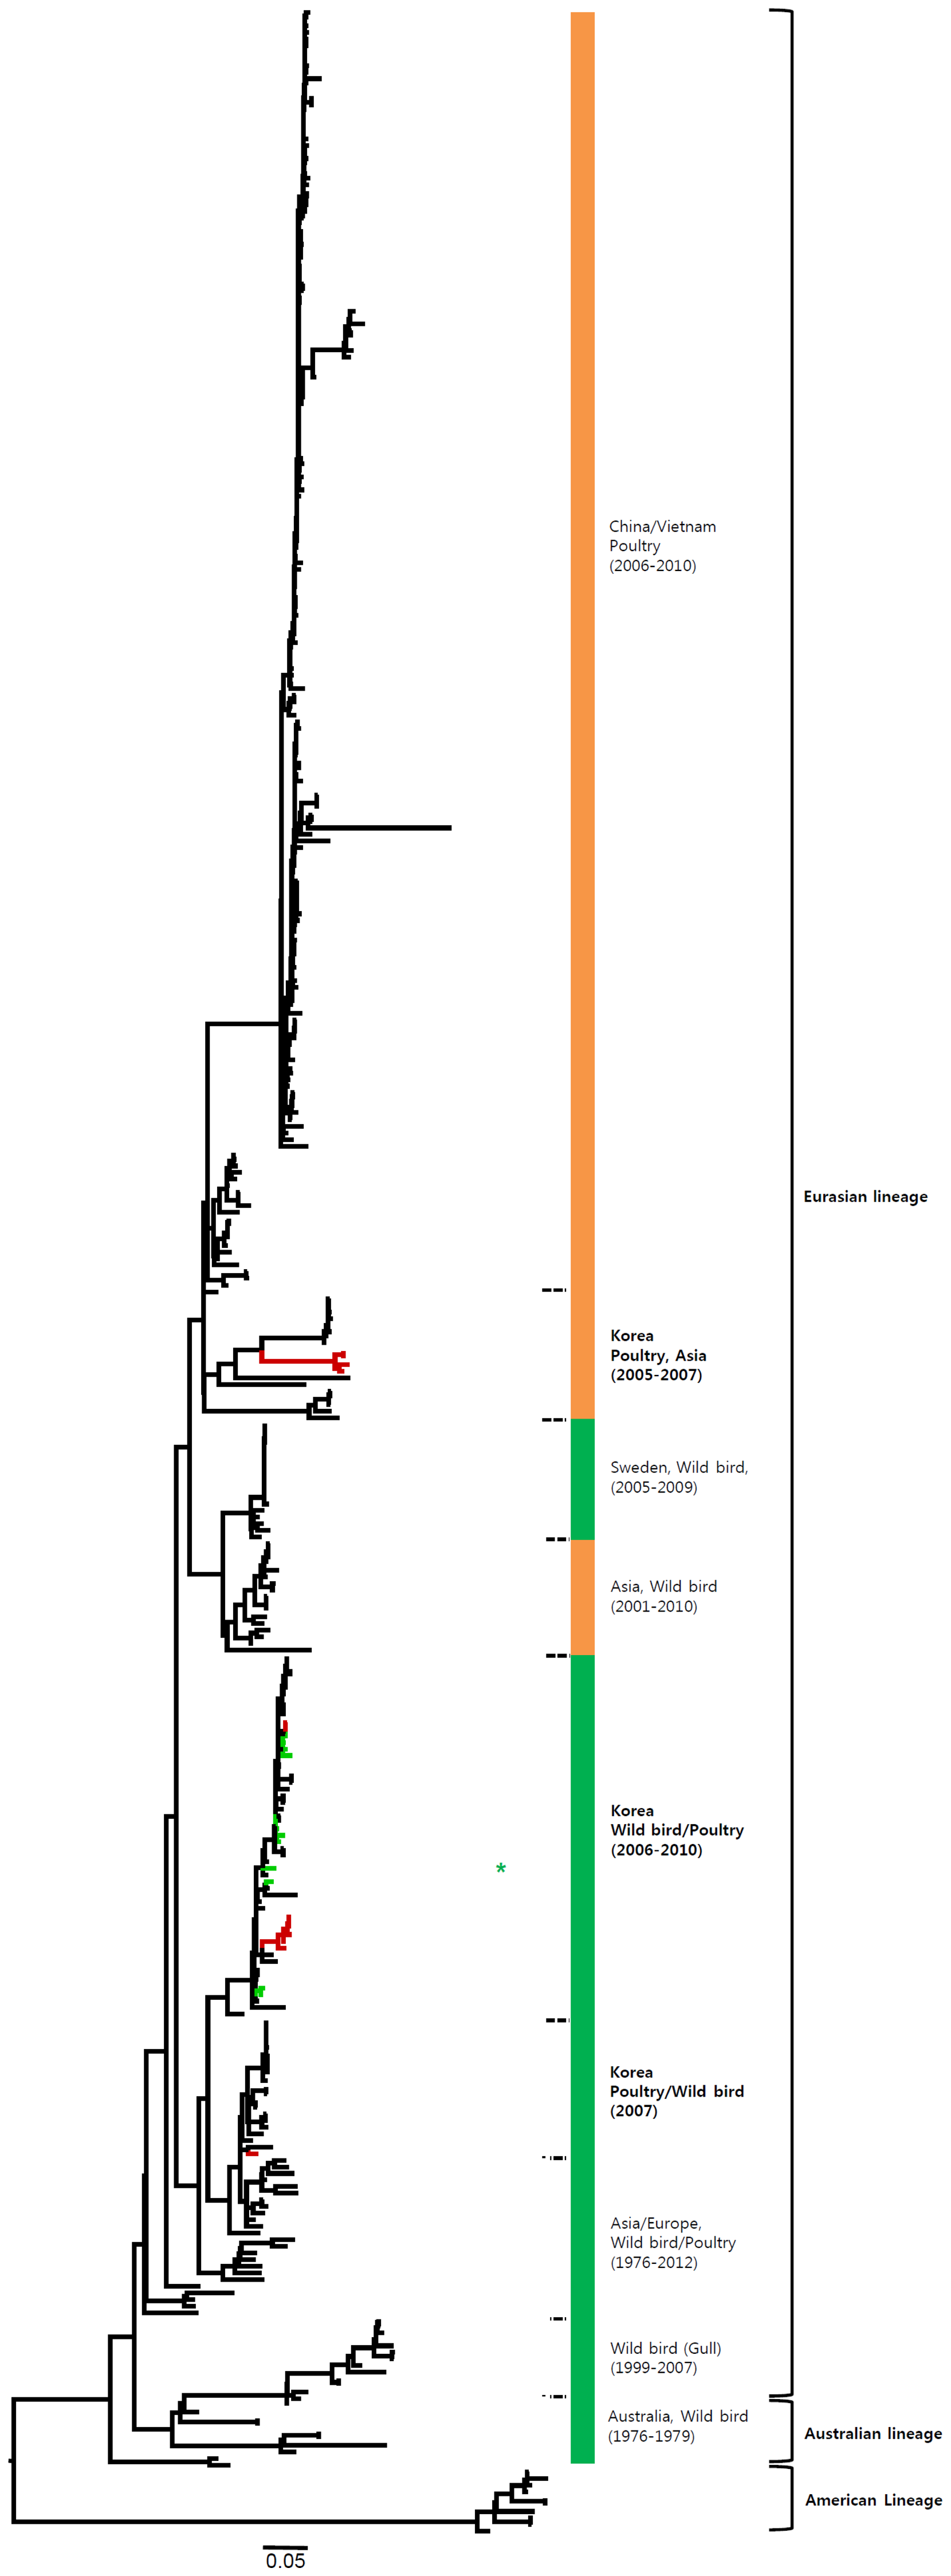 China/Vietnam
Poultry
(2006-2010)
Eurasian lineage
Korea
Poultry, Asia
(2005-2007)
Sweden, Wild bird,
(2005-2009)
Asia, Wild bird
(2001-2010)
Korea
Wild bird/Poultry
(2006-2010)
*
Korea
Poultry/Wild bird
(2007)
Asia/Europe,
Wild bird/Poultry
(1976-2012)
Wild bird (Gull)
(1999-2007)
Australia, Wild bird
(1976-1979)
Australian lineage
American Lineage
0.05